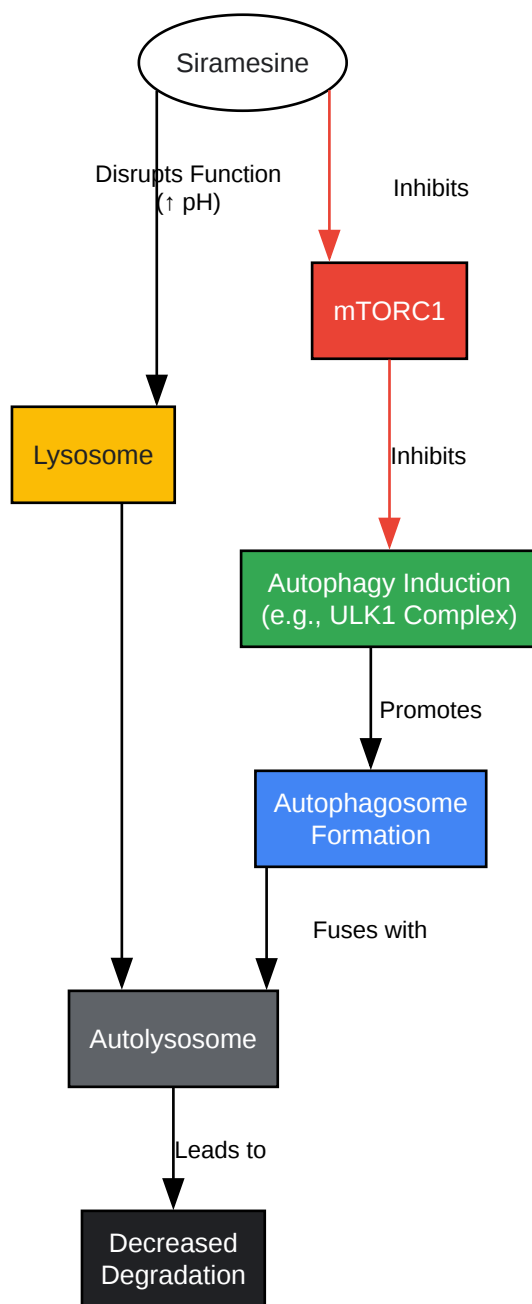 Siramesine
Disrupts Function
(↑ pH)
Inhibits
mTORC1
Lysosome
Inhibits
Autophagy Induction
(e.g., ULK1 Complex)
Promotes
Autophagosome
Formation
Fuses with
Autolysosome
Leads to
Decreased
Degradation